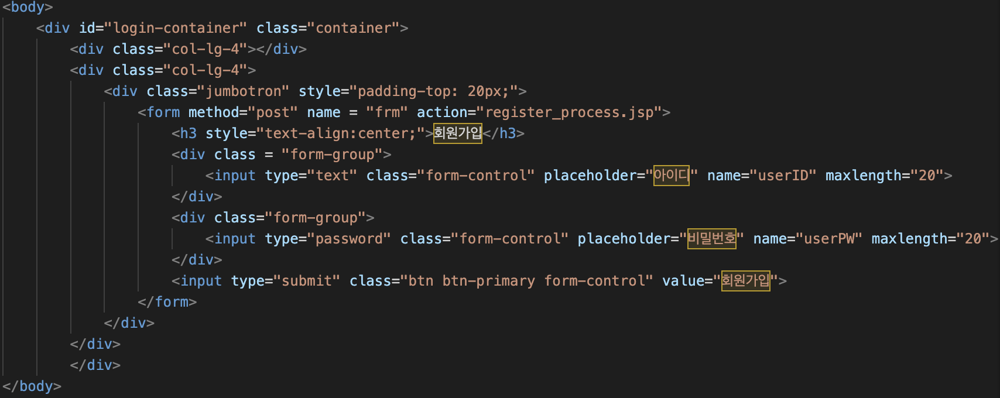 <body>
<div id="login-container" class="container">
<div class="col-lg-4"></div>
<div class="col-lg-4">
<div class="jumbotron" style="padding-top: 20px;">
<form method="post" name = "frm" action="register_process.jsp">
<h3 style="text-align:center;">회원가입</h3>
<div class = "form-group">
<input type="text" class="form-control" placeholder="아이디" name="userID" maxlength="20">
</div>
<div class="form-group">
<input type="password" class="form-control" placeholder="비밀번호" name="userPW" maxlength="20">
</div>
<input type="submit" class="btn btn-primary form-control" value="회원가입">
</form>
</div>
</div>
</div>
</body>